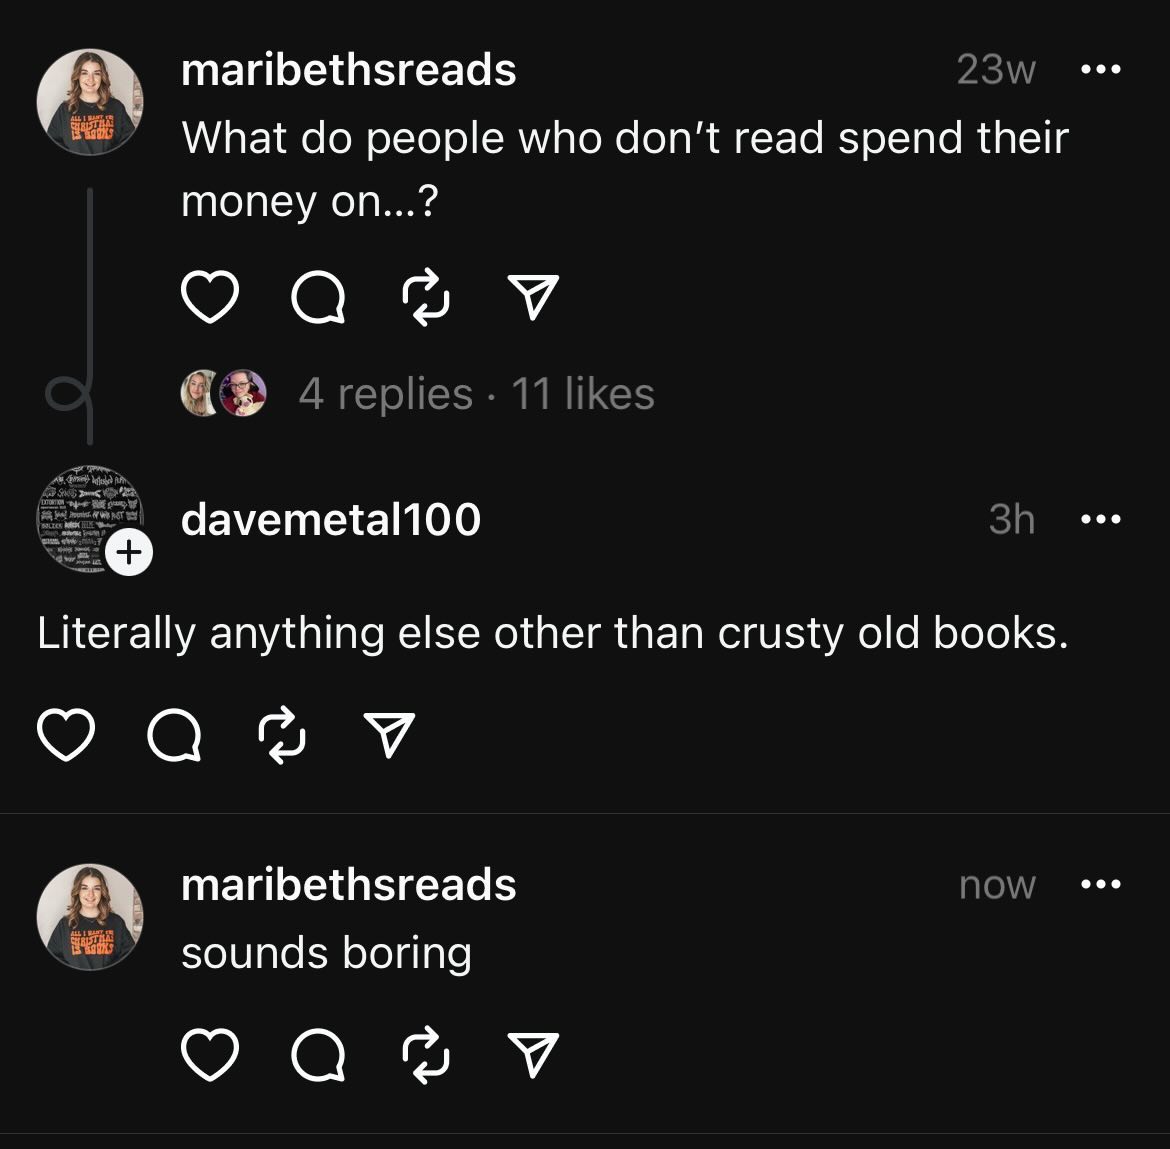 maribethsreads 23w
What do people who don't read spend their
money on...?
4 replies · 11 likes
davemetal100 3h
Literally anything else other than crusty old books.
maribethsreads now
sounds boring